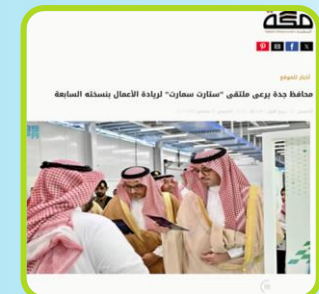 مكة
أخبار الموقع
محافظ جدة يرعى ملتقى "ستارت سمارت" لريادة الأعمال بنسخته السابعة